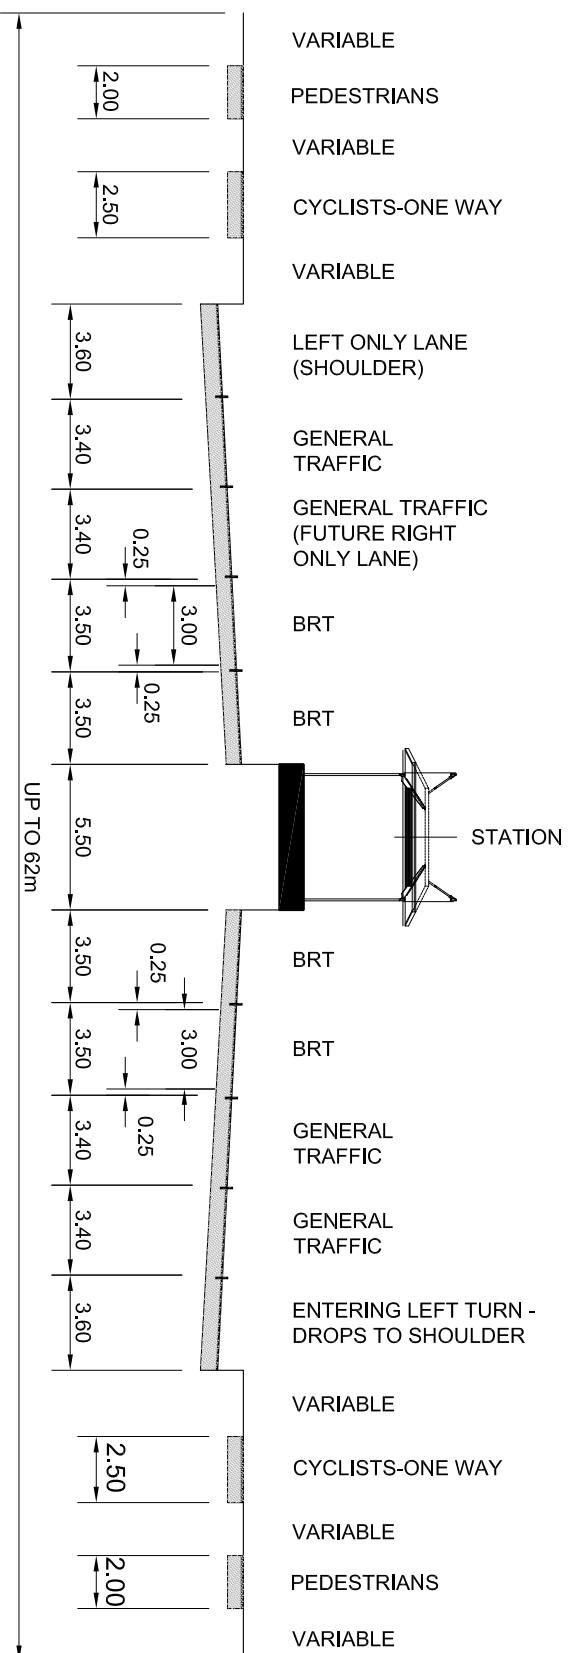 VARIABLE
2.00
PEDESTRIANS
VARIABLE
2.50
CYCLISTS-ONE WAY
VARIABLE
3.60
LEFT ONLY LANE
(SHOULDER)
3.40
GENERAL
TRAFFIC
3.40
GENERAL TRAFFIC
(FUTURE RIGHT
ONLY LANE)
0.25
3.50
3.00
BRT
0.25
3.50
BRT
UP TO 62m
5.50
STATION
3.50
BRT
0.25
3.50
3.00
BRT
0.25
3.40
GENERAL
TRAFFIC
3.40
GENERAL
TRAFFIC
3.60
ENTERING LEFT TURN -
DROPS TO SHOULDER
VARIABLE
2.50
CYCLISTS-ONE WAY
VARIABLE
2.00
PEDESTRIANS
VARIABLE